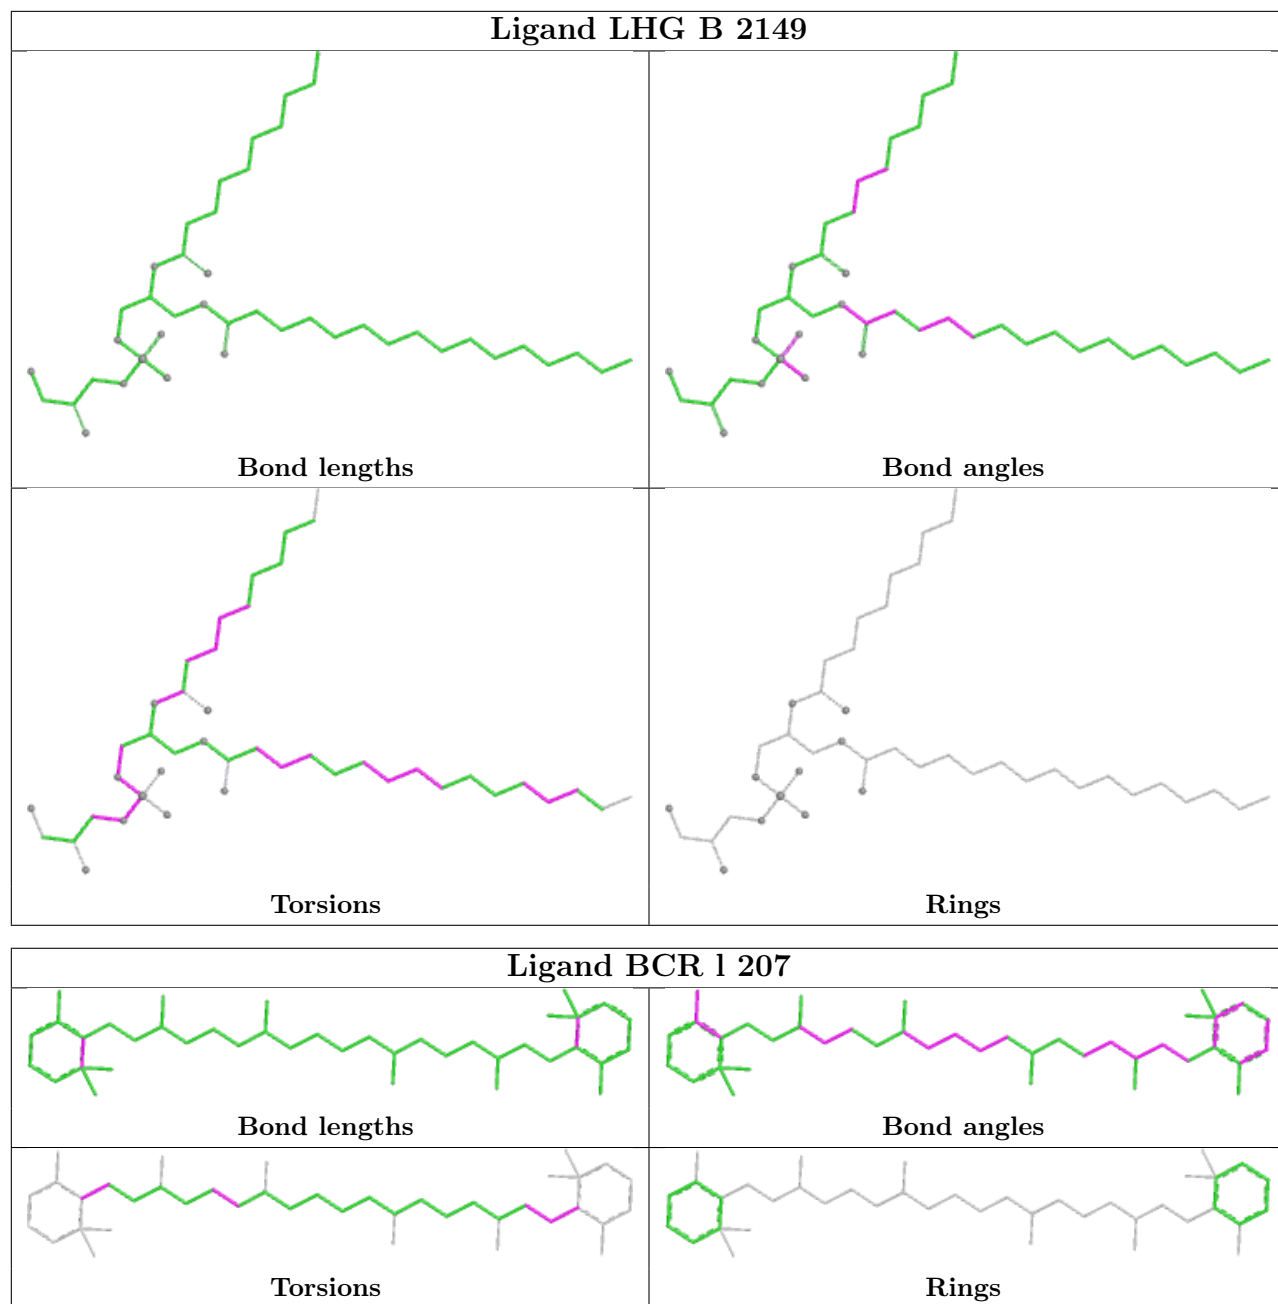 Ligand LHG B 2149
Bond lengths
Bond angles
Torsions
Rings
Ligand BCR l 207
Bond lengths
Bond angles
Torsions
Rings